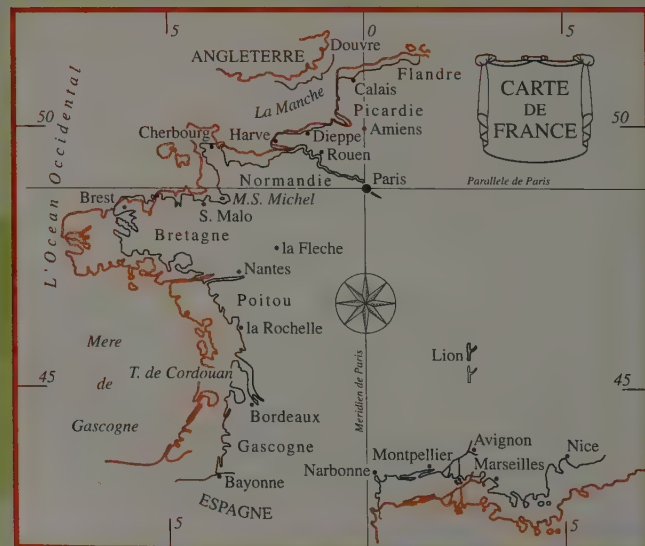 5
0
5
ANGLETERRE
Douvre
D.C.
Flandre
Calais
La Manche
Picardie
CARTE
DE
FRANCE
50
50
Cherbourg
Harve
Dieppe
Amiens
Rouen
Normandie
Paris
Parallele de Paris
L'Ocean Occidental
Brest
M.S. Michel
S. Malo
Bretagne
la Fleche
Nantes
Poitou
la Rochelle
Mere
de
Gascogne
T. de Cordouan
Lion
Meridien de Paris
45
45
Bordeaux
Gascogne
Bayonne
ESPAGNE
Narbonne
Montpellier
Avignon
Marseilles
Nice
5
5